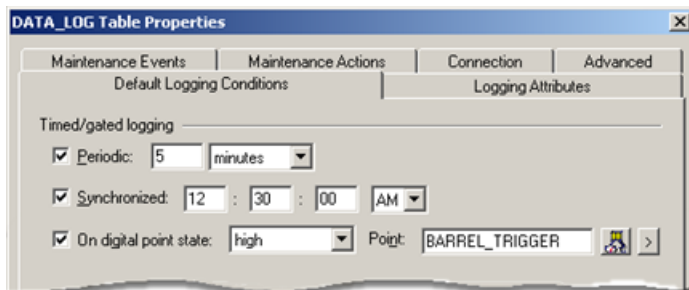 DATA_LOG Table Properties
Maintenance Events Maintenance Actions Connection Advanced
Default Logging Conditions Logging Attributes
Timed/gated logging
Periodic: 5 minutes
Synchronized: 12 : 30 : 00 AM
On digital point state: high Point: BARREL_TRIGGER >